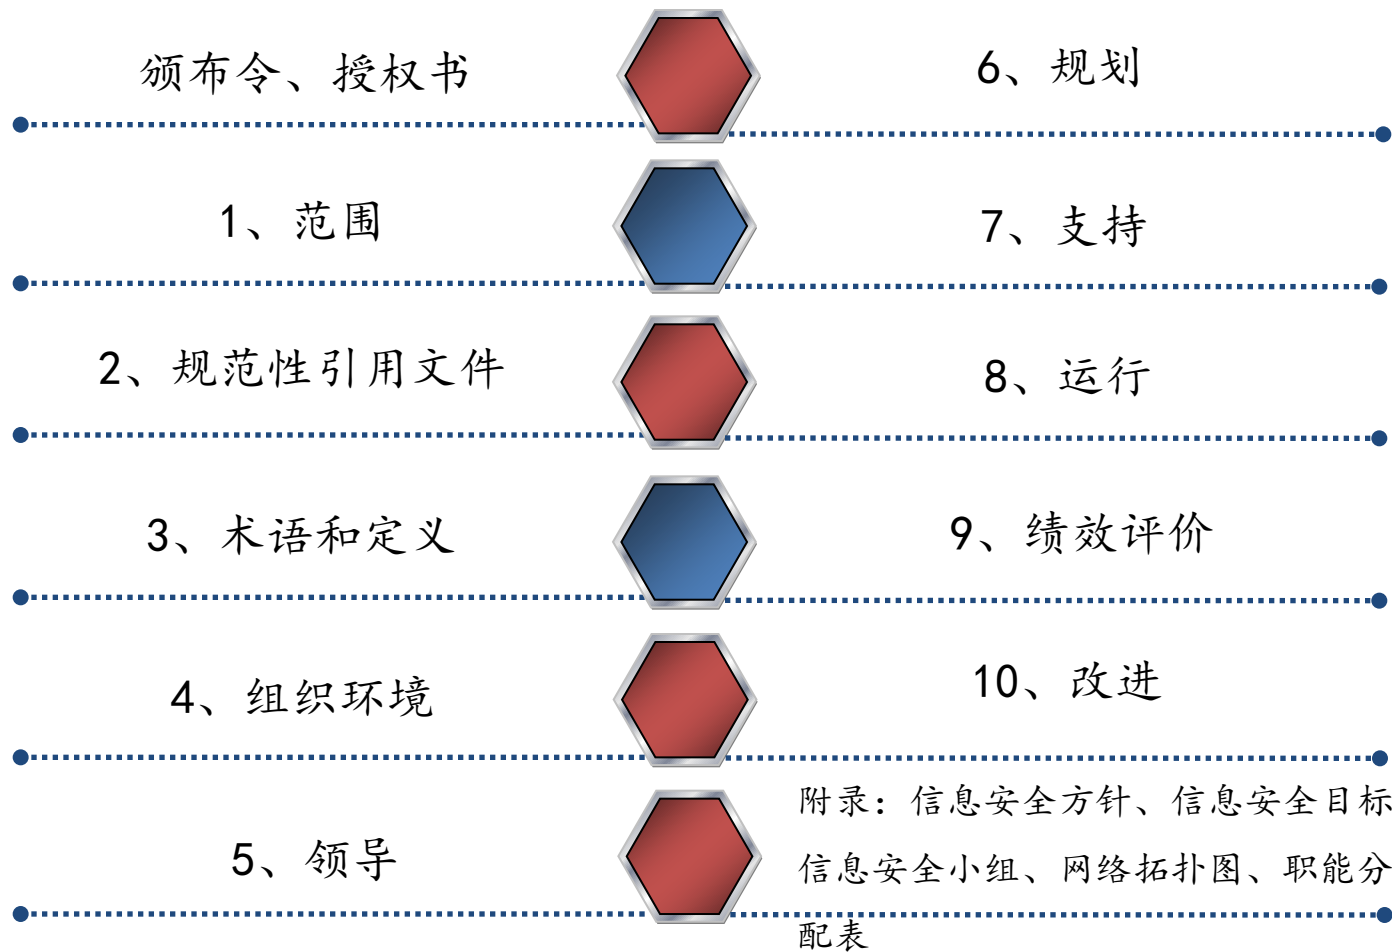 颁布令、授权书
1、范围
2、规范性引用文件
3、术语和定义
4、组织环境
5、领导
6、规划
7、支持
8、运行
9、绩效评价
10、改进
附录：信息安全方针、信息安全目标
信息安全小组、网络拓扑图、职能分
配表